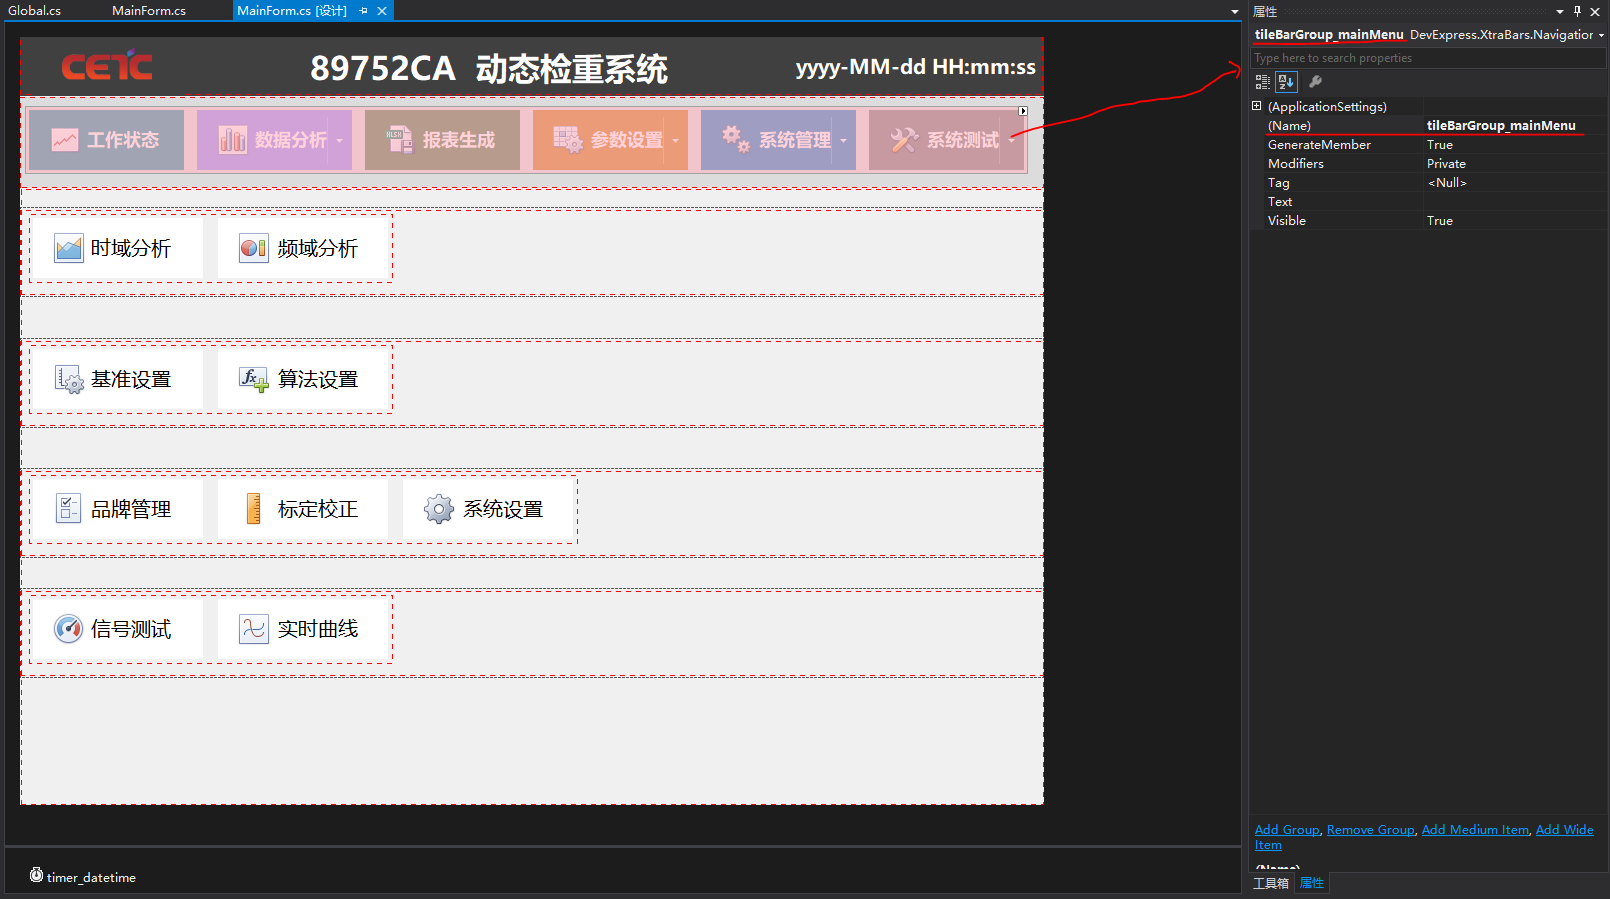 Global.cs
MainForm.cs
MainForm.cs [设计]
属性
CETC
89752CA 动态检重系统
yyyy-MM-dd HH:mm:ss
tileBarGroup_mainMenu DevExpress.XtraBars.Navigation
Type here to search properties
工作状态
数据分析
报表生成
参数设置
系统管理
系统测试
(ApplicationSettings)
(Name) tileBarGroup_mainMenu
GenerateMember True
Modifiers Private
Tag <Null>
Text
Visible True
时域分析
频域分析
基准设置
算法设置
品牌管理
标定校正
系统设置
信号测试
实时曲线
Add Group, Remove Group, Add Medium Item, Add Wide
Item
(Name)
工具箱
属性
timer_datetime